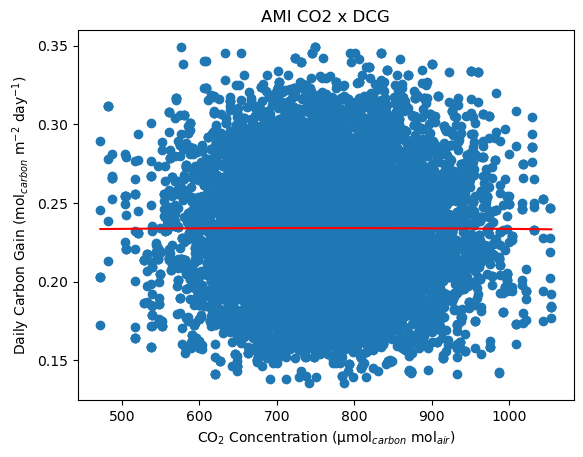 AMI CO2 x DCG
Daily Carbon Gain (mol_carbon m⁻² day⁻¹)
0.35
0.30
0.25
0.20
0.15
500 600 700 800 900 1000
CO₂ Concentration (μmol_carbon mol_air)